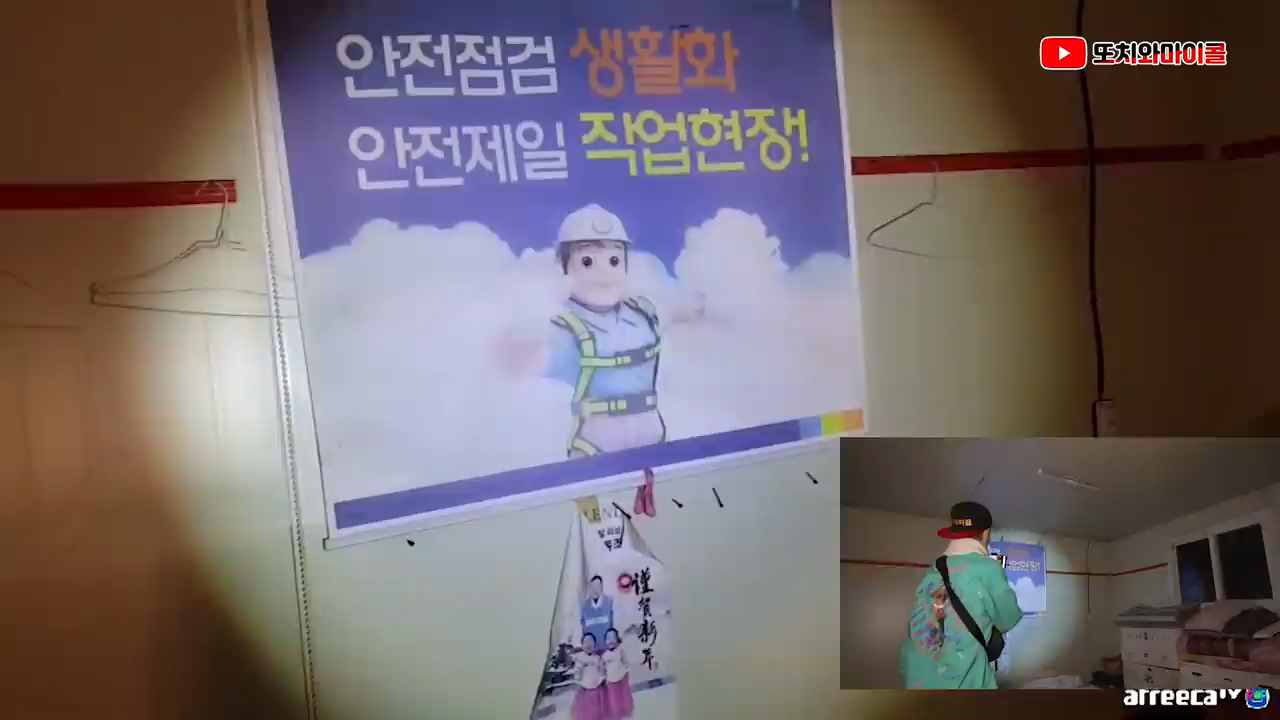 안전점검 생활화
안전제일 직업현장!
또치와마이콜
謹
賀
新
年
afreecaTV